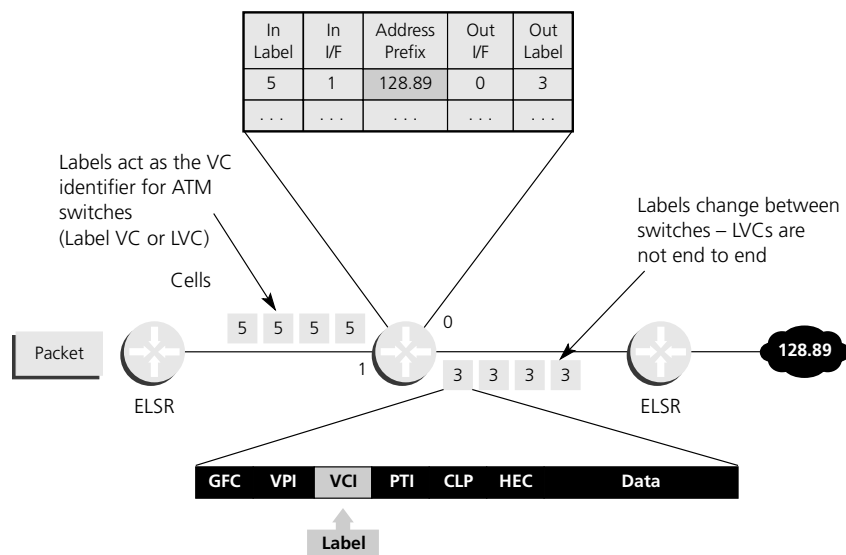 In Label In I/F Address Prefix Out I/F Out Label
5 1 128.89 0 3
. . . . . . . . . . . . . . .
Labels act as the VC
identifier for ATM
switches
(Label VC or LVC)
Labels change between
switches – LVCs are
not end to end
Cells
5 5 5 5
0
Packet
1
128.89
3 3 3 3
ELSR
ELSR
GFC VPI VCI PTI CLP HEC Data
Label